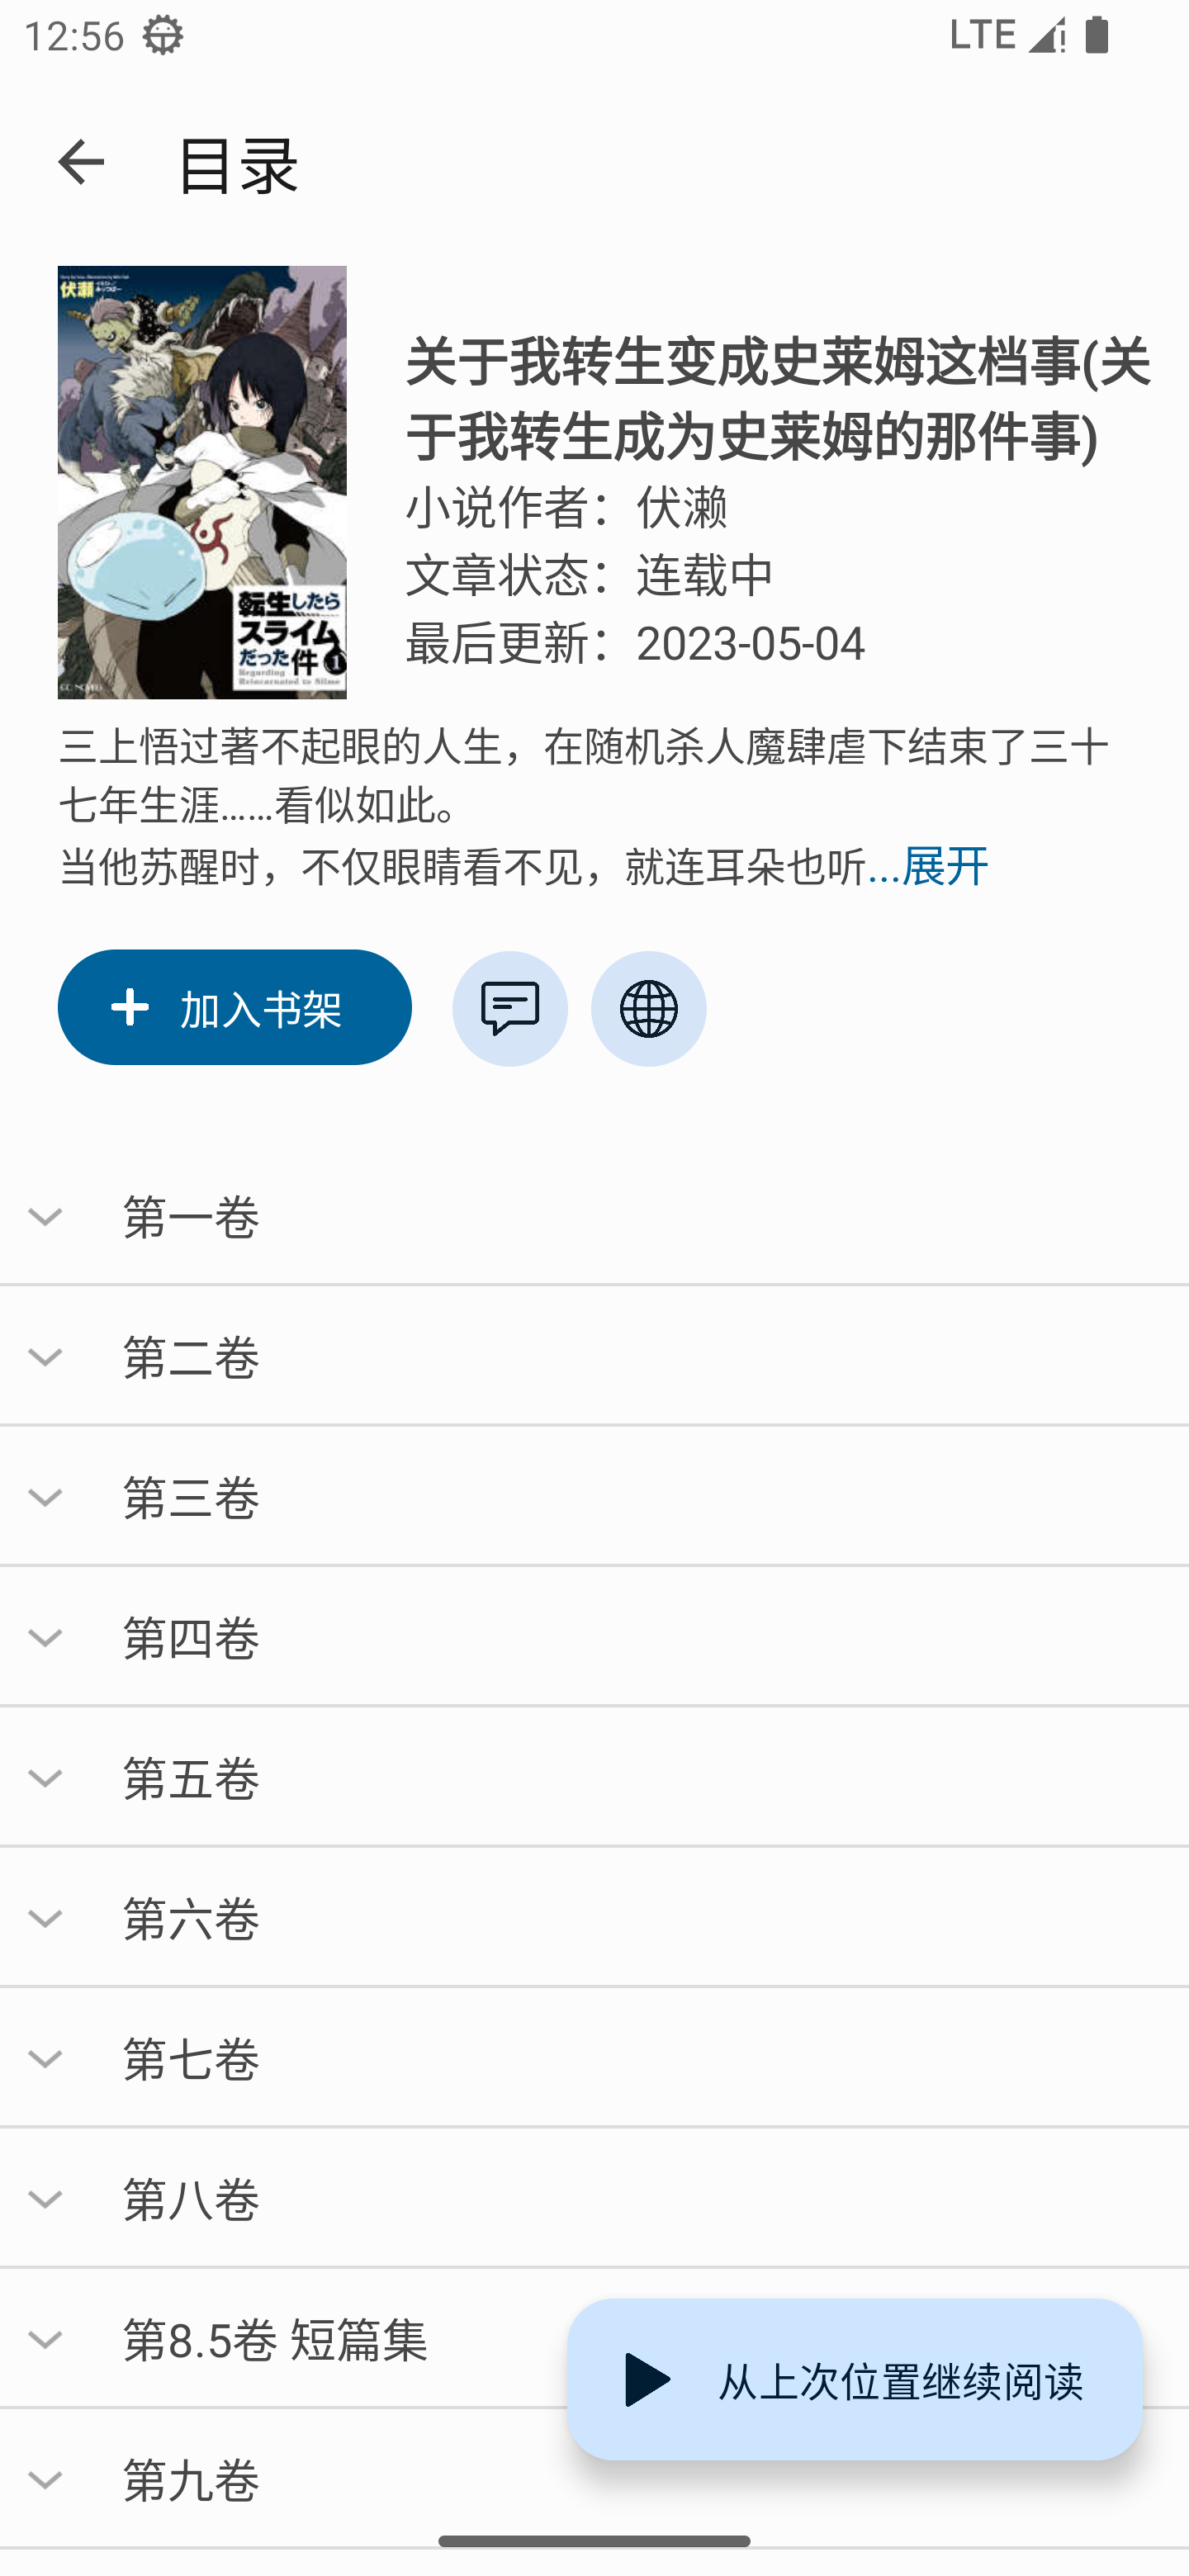 12:56
LTE
目录
伏瀬
転生したら
スライム
だった件 1
Regarding
Reincarnated to Slime
GC NOVELS
关于我转生变成史莱姆这档事(关
于我转生成为史莱姆的那件事)
小说作者：伏濑
文章状态：连载中
最后更新：2023-05-04
三上悟过著不起眼的人生，在随机杀人魔肆虐下结束了三十
七年生涯……看似如此。
当他苏醒时，不仅眼睛看不见，就连耳朵也听...展开
加入书架
第一卷
第二卷
第三卷
第四卷
第五卷
第六卷
第七卷
第八卷
第8.5卷 短篇集
从上次位置继续阅读
第九卷